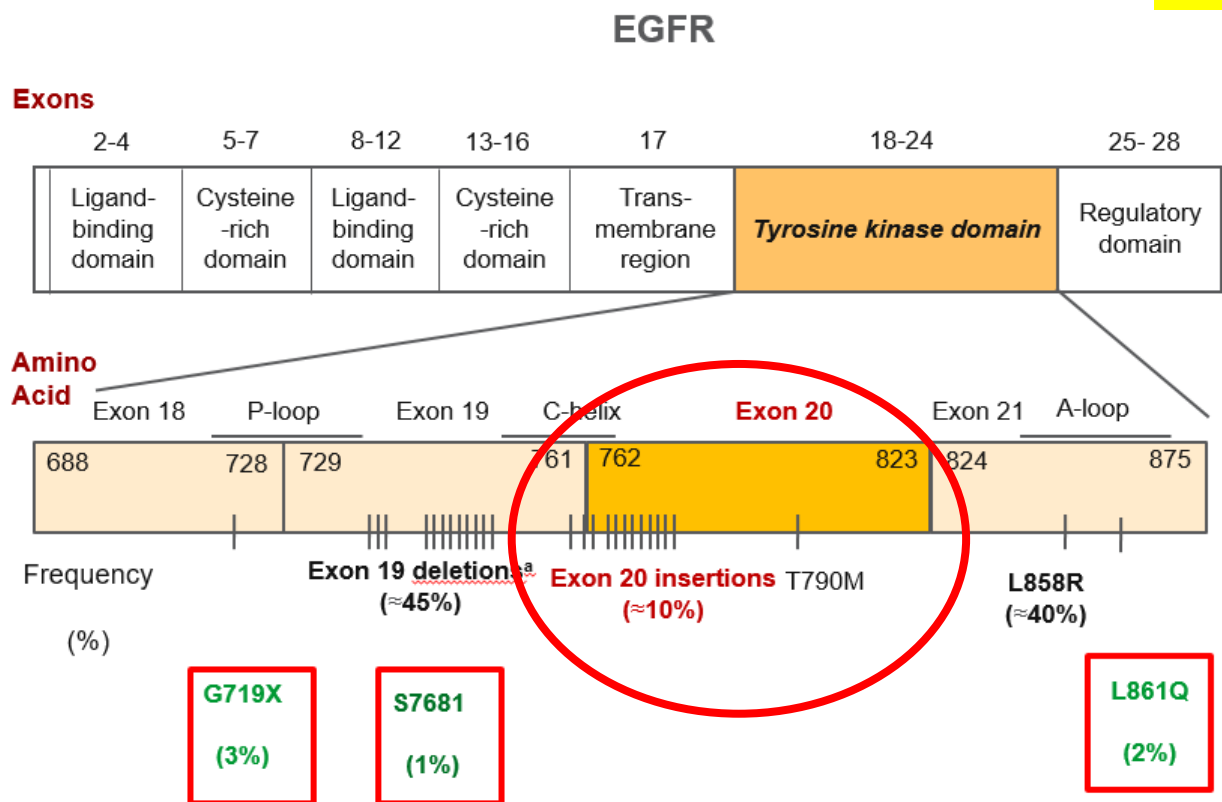 EGFR
Exons
2-4 5-7 8-12 13-16 17 18-24 25- 28
Ligand-
binding
domain
Cysteine
-rich
domain
Ligand-
binding
domain
Cysteine
-rich
domain
Trans-
membrane
region
Tyrosine kinase domain
Regulatory
domain
Amino
Acid
Exon 18 P-loop Exon 19 C-helix Exon 20 Exon 21 A-loop
688 728 729 761 762 823 824 875
Frequency
(%)
Exon 19 deletionsª
(≈45%)
Exon 20 insertions
(≈10%)
T790M
L858R
(≈40%)
G719X
(3%)
S7681
(1%)
L861Q
(2%)